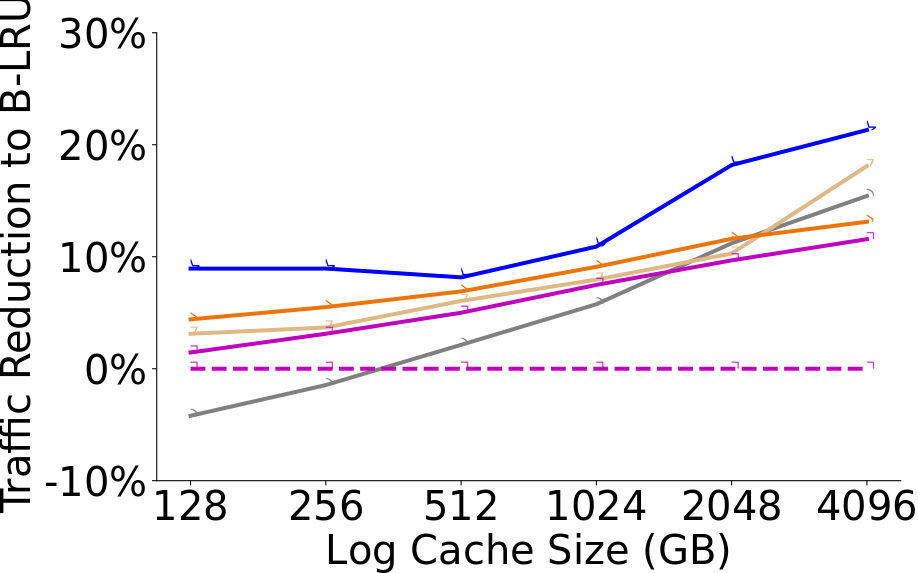 Traffic Reduction to B-LRU
30%
20%
10%
0%
-10%
128 256 512 1024 2048 4096
Log Cache Size (GB)